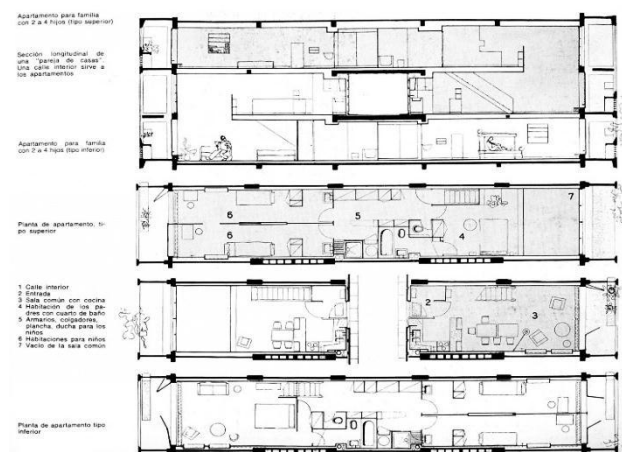 Apartamento para familia
con 2 a 4 hijos (tipo superior)
Sección longitudinal de
una "pareja de casas".
Una calle interior sirve a
los apartamentos
Apartamento para familia
con 2 a 4 hijos (tipo inferior)
Planta de apartamento, ti-
po superior
6
6
5
4
7
1 Calle interior
2 Entrada
3 Sala común con cocina
4 Habitación de los pa-
dres con cuarto de baño
5 Armarios, colgadores,
plancha, ducha para los
niños
6 Habitaciones para niños
7 Vacío de la sala común
2
3
Planta de apartamento tipo
inferior